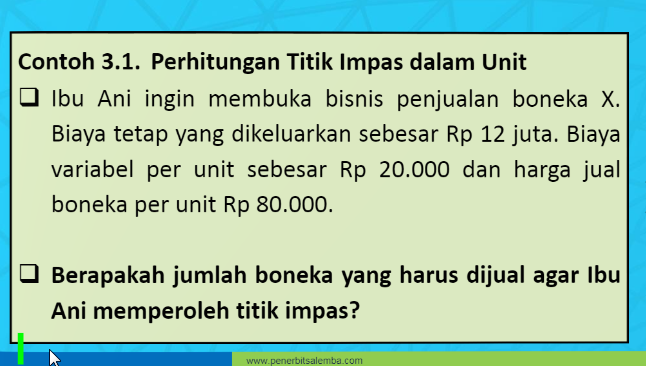 Contoh 3.1. Perhitungan Titik Impas dalam Unit
Ibu Ani ingin membuka bisnis penjualan boneka X.
Biaya tetap yang dikeluarkan sebesar Rp 12 juta. Biaya
variabel per unit sebesar Rp 20.000 dan harga jual
boneka per unit Rp 80.000.
Berapakah jumlah boneka yang harus dijual agar Ibu
Ani memperoleh titik impas?
www.penerbitsalemba.com